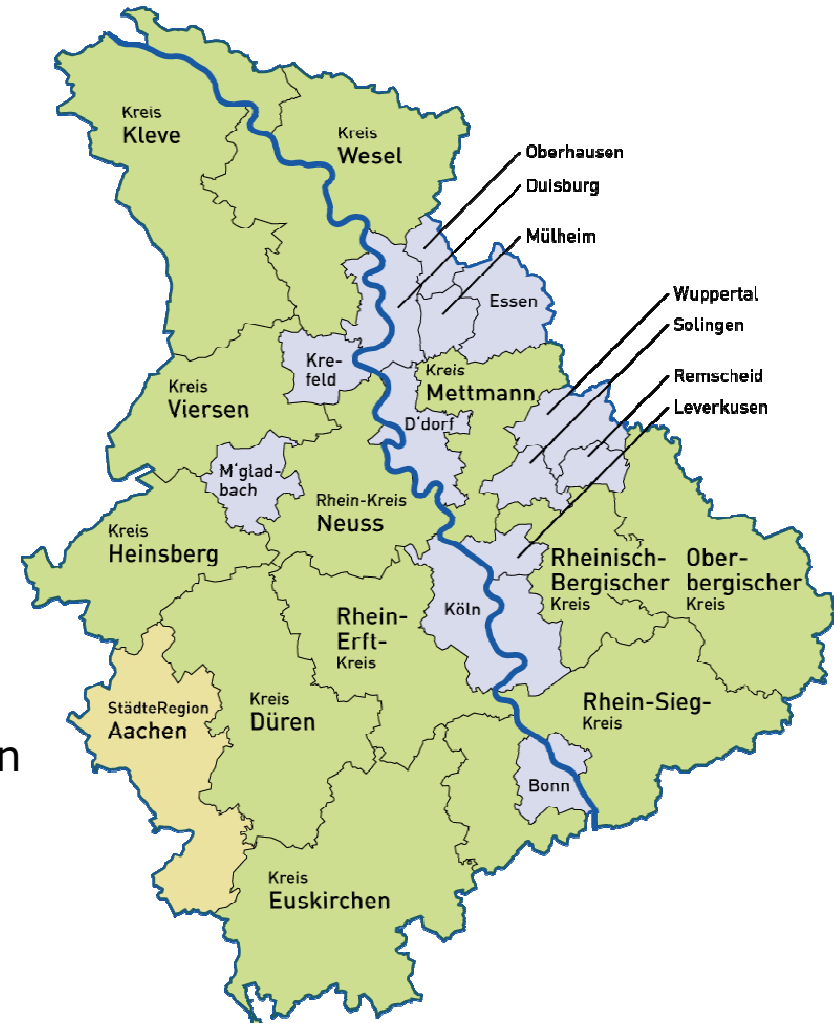 Kreis
Kleve
Kreis
Wesel
Oberhausen
Duisburg
Mülheim
Essen
Wuppertal
Solingen
Remscheid
Leverkusen
Kre-
feld
Kreis
Mettmann
Kreis
Viersen
D'dorf
M'glad-
bach
Rhein-Kreis
Neuss
Kreis
Heinsberg
Rheinisch-
Bergischer
Kreis
Ober-
bergischer
Kreis
Köln
Rhein-
Erft-
Kreis
StädteRegion
Aachen
Kreis
Düren
Rhein-Sieg-
Kreis
n
Bonn
Kreis
Euskirchen